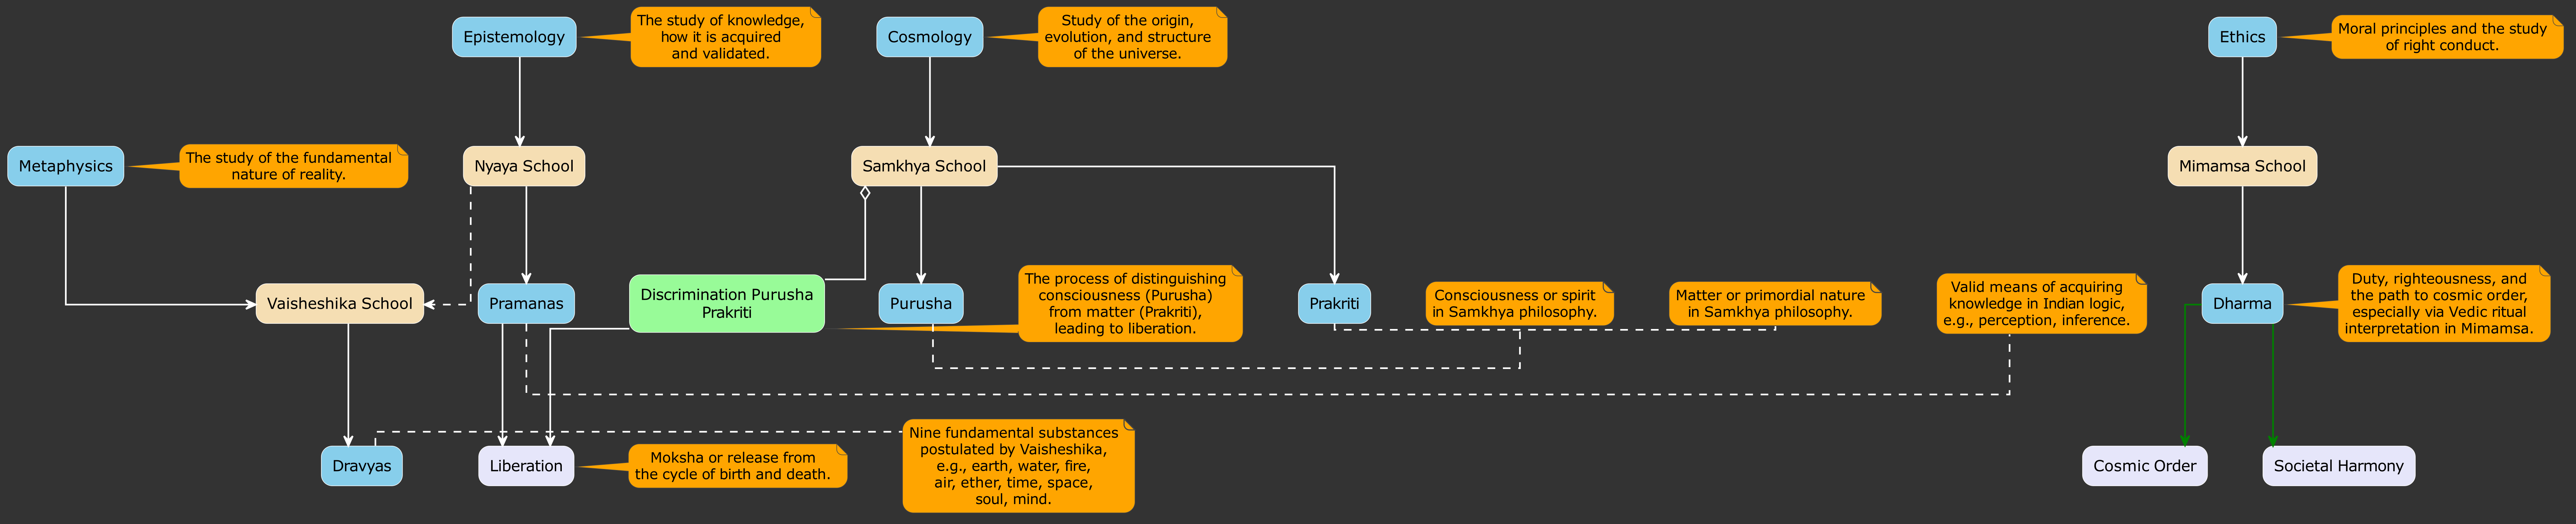 Epistemology
The study of knowledge,
how it is acquired
and validated.
Cosmology
Study of the origin,
evolution, and structure
of the universe.
Ethics
Moral principles and the study
of right conduct.
Metaphysics
The study of the fundamental
nature of reality.
Nyaya School
Samkhya School
Mimamsa School
Vaisheshika School
Pramanas
Discrimination Purusha
Prakriti
Purusha
The process of distinguishing
consciousness (Purusha)
from matter (Prakriti),
leading to liberation.
Prakriti
Consciousness or spirit
in Samkhya philosophy.
Matter or primordial nature
in Samkhya philosophy.
Valid means of acquiring
knowledge in Indian logic,
e.g., perception, inference.
Dharma
Duty, righteousness, and
the path to cosmic order,
especially via Vedic ritual
interpretation in Mimamsa.
Dravyas
Liberation
Moksha or release from
the cycle of birth and death.
Nine fundamental substances
postulated by Vaisheshika,
e.g., earth, water, fire,
air, ether, time, space,
soul, mind.
Cosmic Order
Societal Harmony